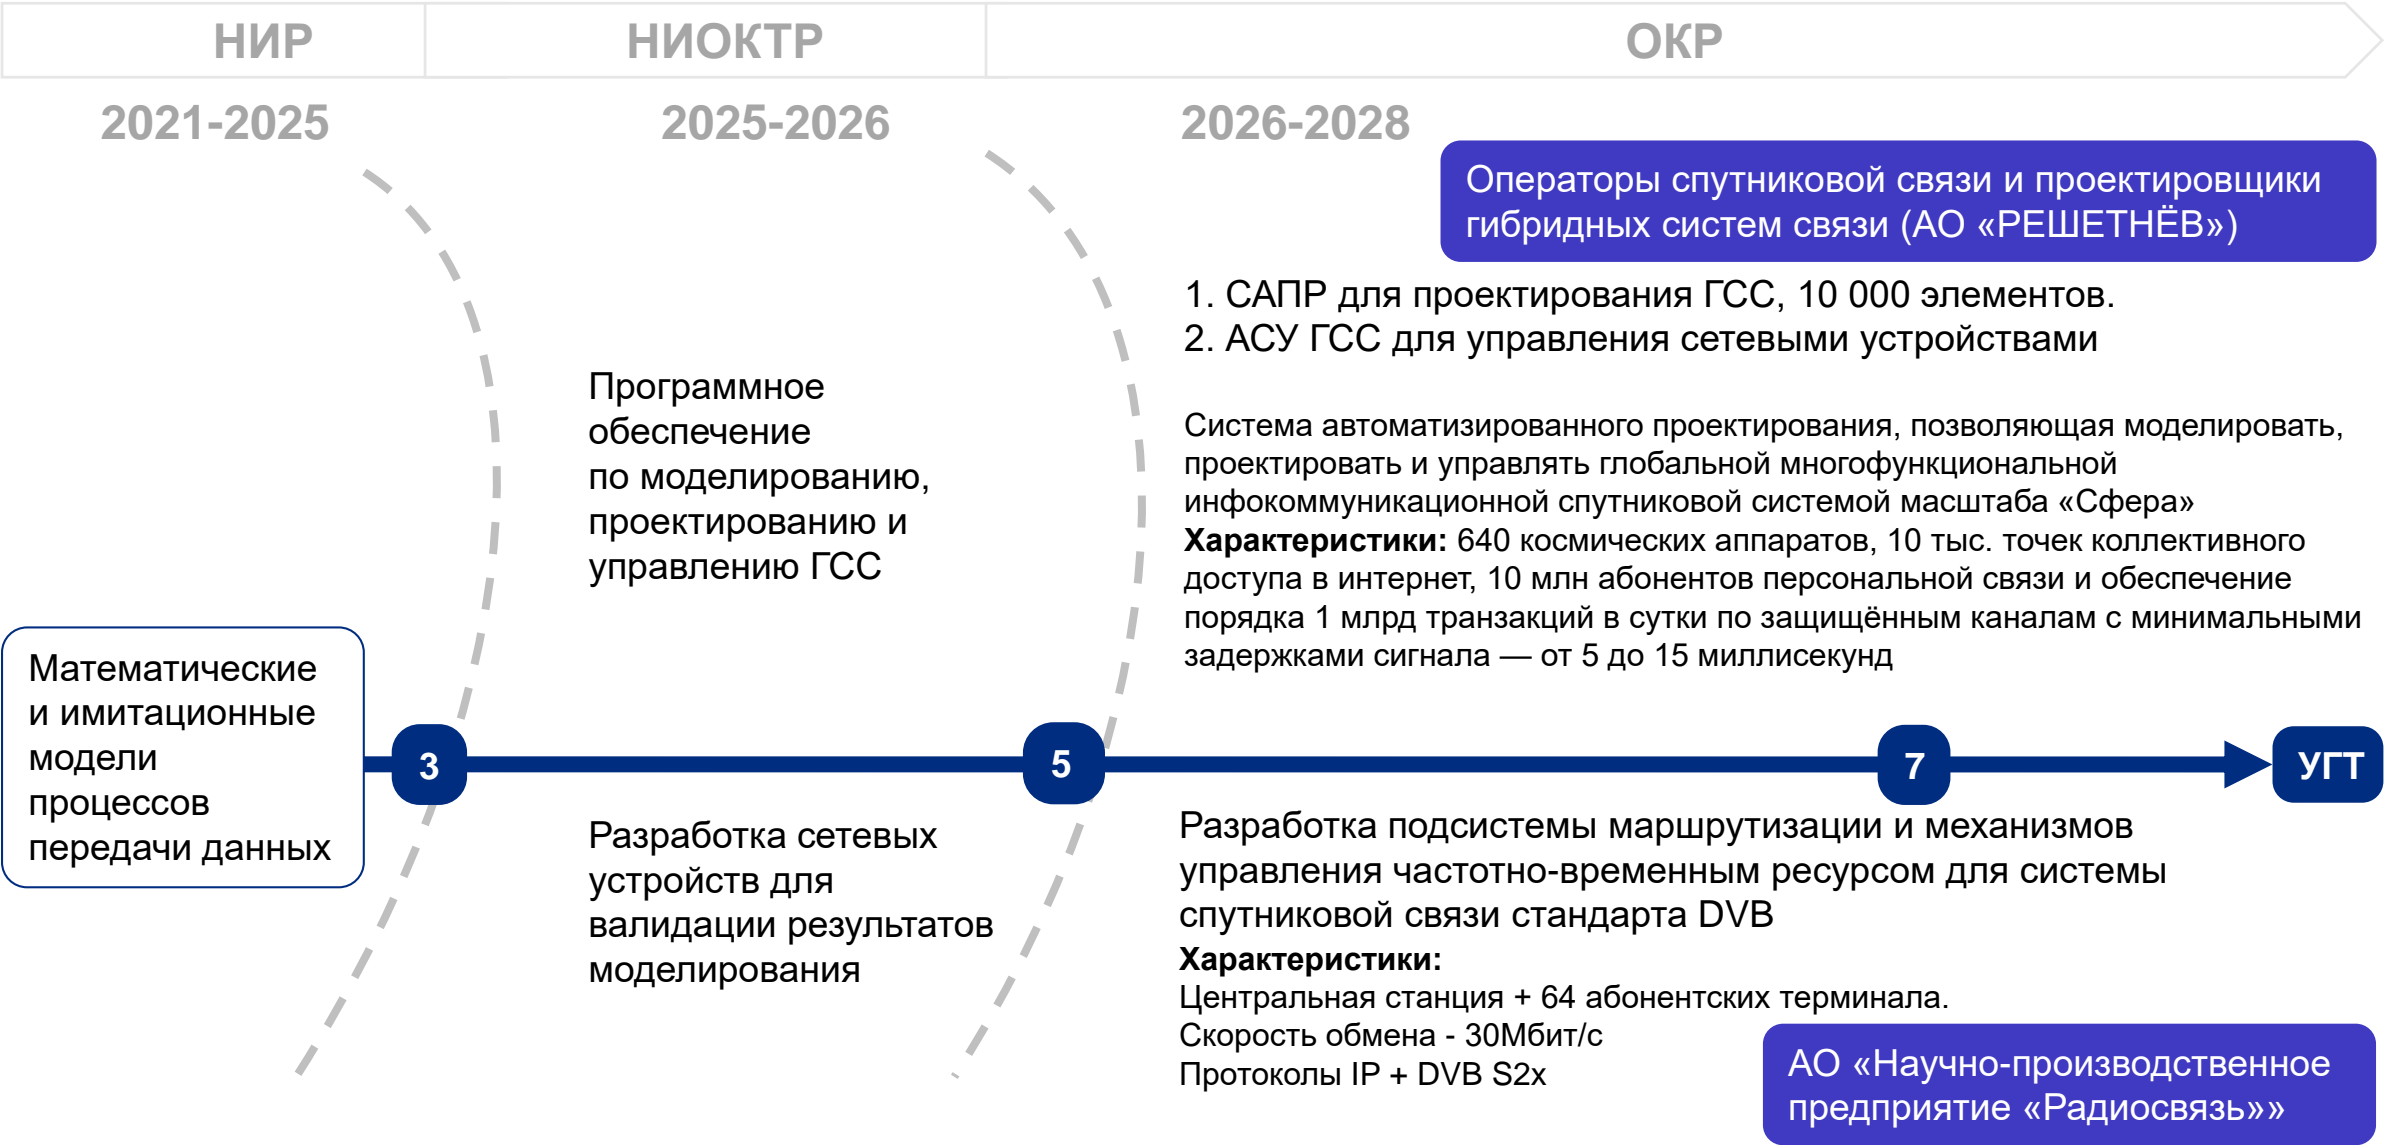 НИР
НИОКТР
ОКР
2021-2025
2025-2026
2026-2028
Операторы спутниковой связи и проектировщики
гибридных систем связи (АО «РЕШЕТНЁВ»)
1. САПР для проектирования ГСС, 10 000 элементов.
2. АСУ ГСС для управления сетевыми устройствами
Программное
обеспечение
по моделированию,
проектированию и
управлению ГСС
Система автоматизированного проектирования, позволяющая моделировать,
проектировать и управлять глобальной многофункциональной
инфокоммуникационной спутниковой системой масштаба «Сфера»
Характеристики: 640 космических аппаратов, 10 тыс. точек коллективного
доступа в интернет, 10 млн абонентов персональной связи и обеспечение
порядка 1 млрд транзакций в сутки по защищённым каналам с минимальными
задержками сигнала — от 5 до 15 миллисекунд
Математические
и имитационные
модели
процессов
передачи данных
3
5
7
УГТ
Разработка сетевых
устройств для
валидации результатов
моделирования
Разработка подсистемы маршрутизации и механизмов
управления частотно-временным ресурсом для системы
спутниковой связи стандарта DVB
Характеристики:
Центральная станция + 64 абонентских терминала.
Скорость обмена - 30Мбит/с
Протоколы IP + DVB S2x
АО «Научно-производственное
предприятие «Радиосвязь»»